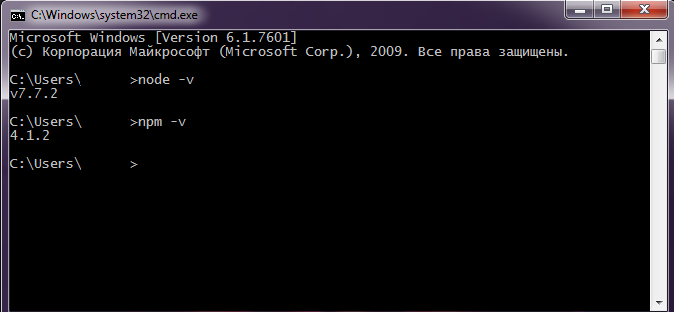 C:\Windows\system32\cmd.exe
Microsoft Windows [Version 6.1.7601]
(c) Корпорация Майкрософт (Microsoft Corp.), 2009. Все права защищены.
C:\Users\      >node -v
v7.7.2
C:\Users\      >npm -v
4.1.2
C:\Users\      >